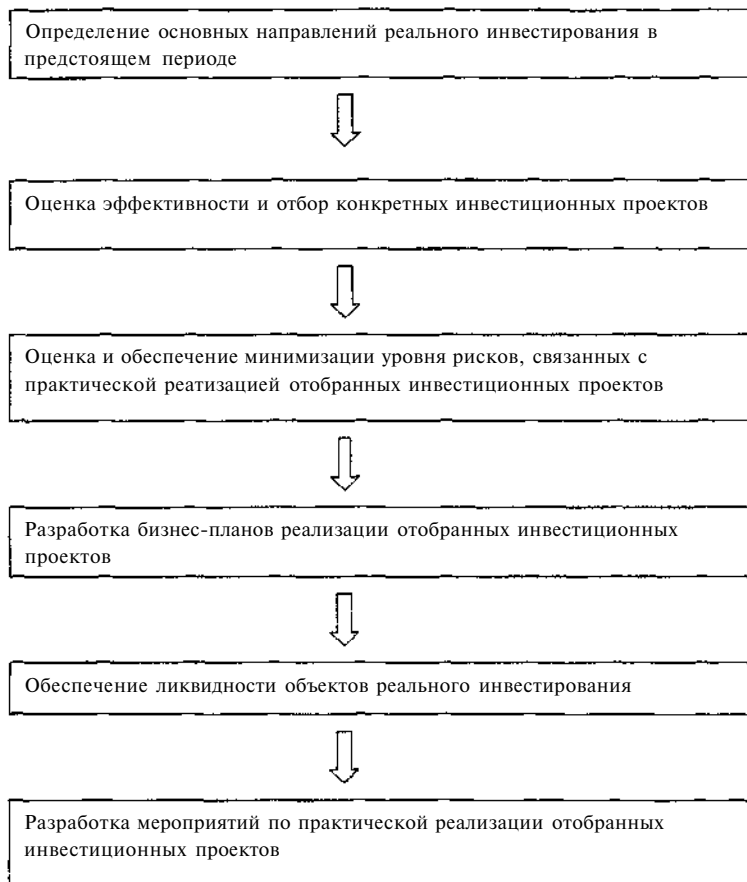 Определение основных направлений реального инвестирования в
предстоящем периоде
Оценка эффективности и отбор конкретных инвестиционных проектов
Оценка и обеспечение минимизации уровня рисков, связанных с
практической реатизацией отобранных инвестиционных проектов
Разработка бизнес-планов реализации отобранных инвестиционных
проектов
Обеспечение ликвидности объектов реального инвестирования
Разработка мероприятий по практической реализации отобранных
инвестиционных проектов